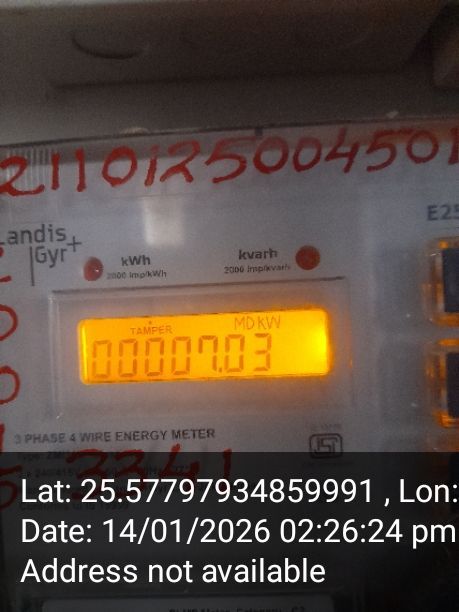 2110125004501
E25
Landis
|Gyr+
kWh
2000 imp/kWh
kvarh
2000 imp/kvarh
TAMPER
MD KW
00007.03
3 PHASE 4 WIRE ENERGY METER
3341
Lat: 25.57797934859991 , Lon:
Date: 14/01/2026 02:26:24 pm
Address not available